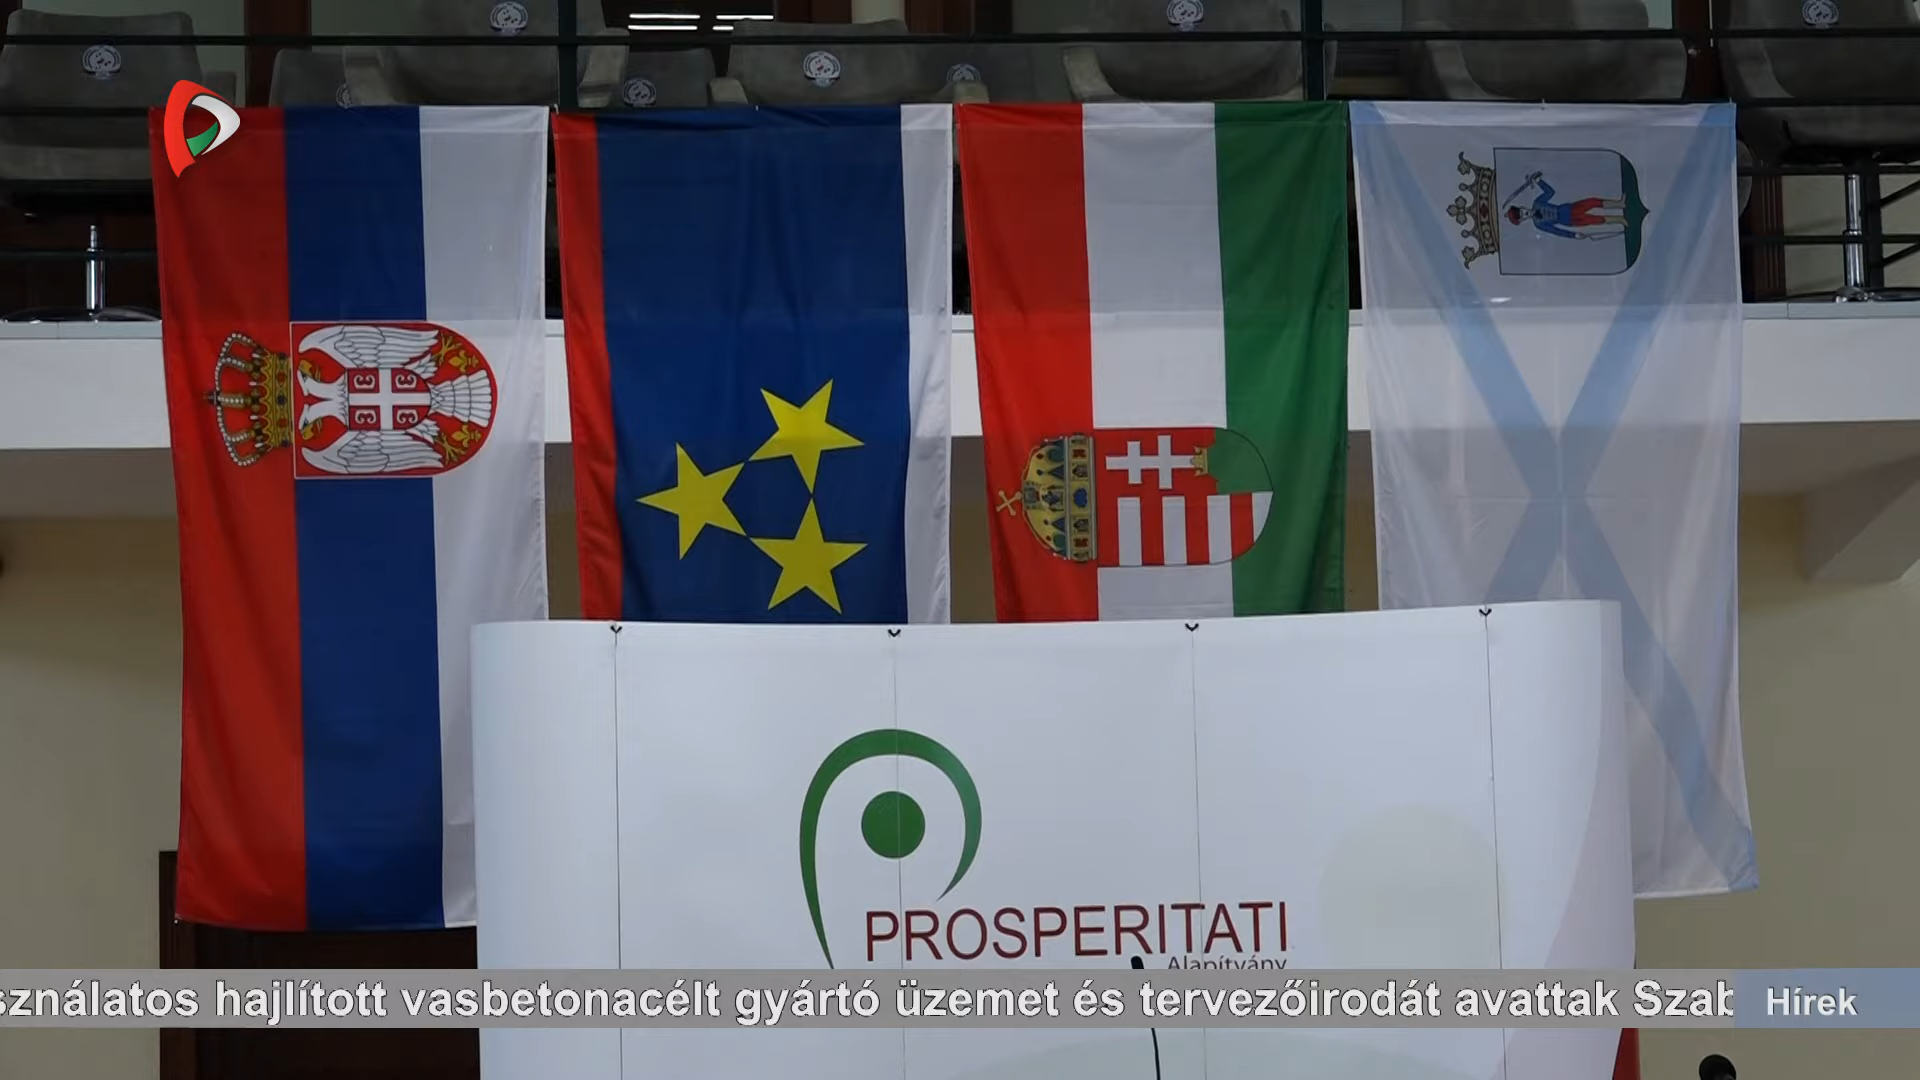 PROSPERITATI
Alapítvány
sználatos hajlított vasbetonacélt gyártó üzemet és tervezőirodát avattak Szab
Hírek